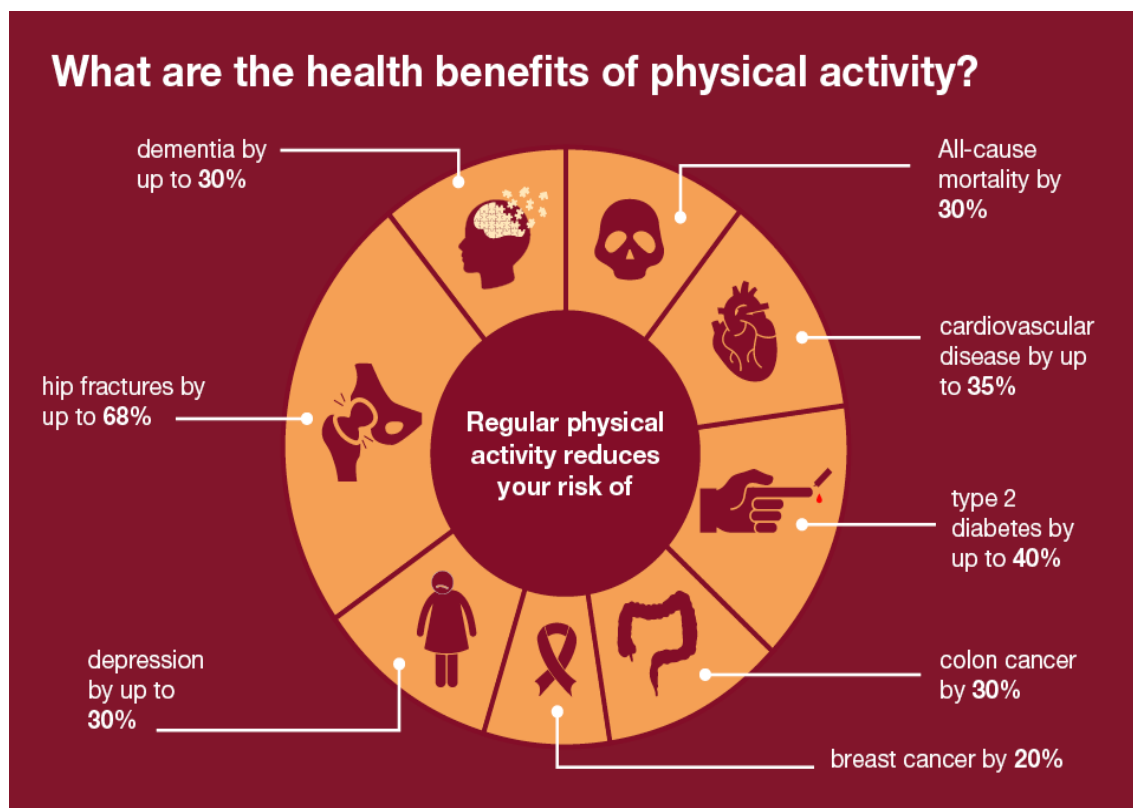 What are the health benefits of physical activity?
dementia by
up to 30%
All-cause
mortality by
30%
cardiovascular
disease by up
to 35%
hip fractures by
up to 68%
Regular physical
activity reduces
your risk of
type 2
diabetes by
up to 40%
depression
by up to
30%
colon cancer
by 30%
breast cancer by 20%